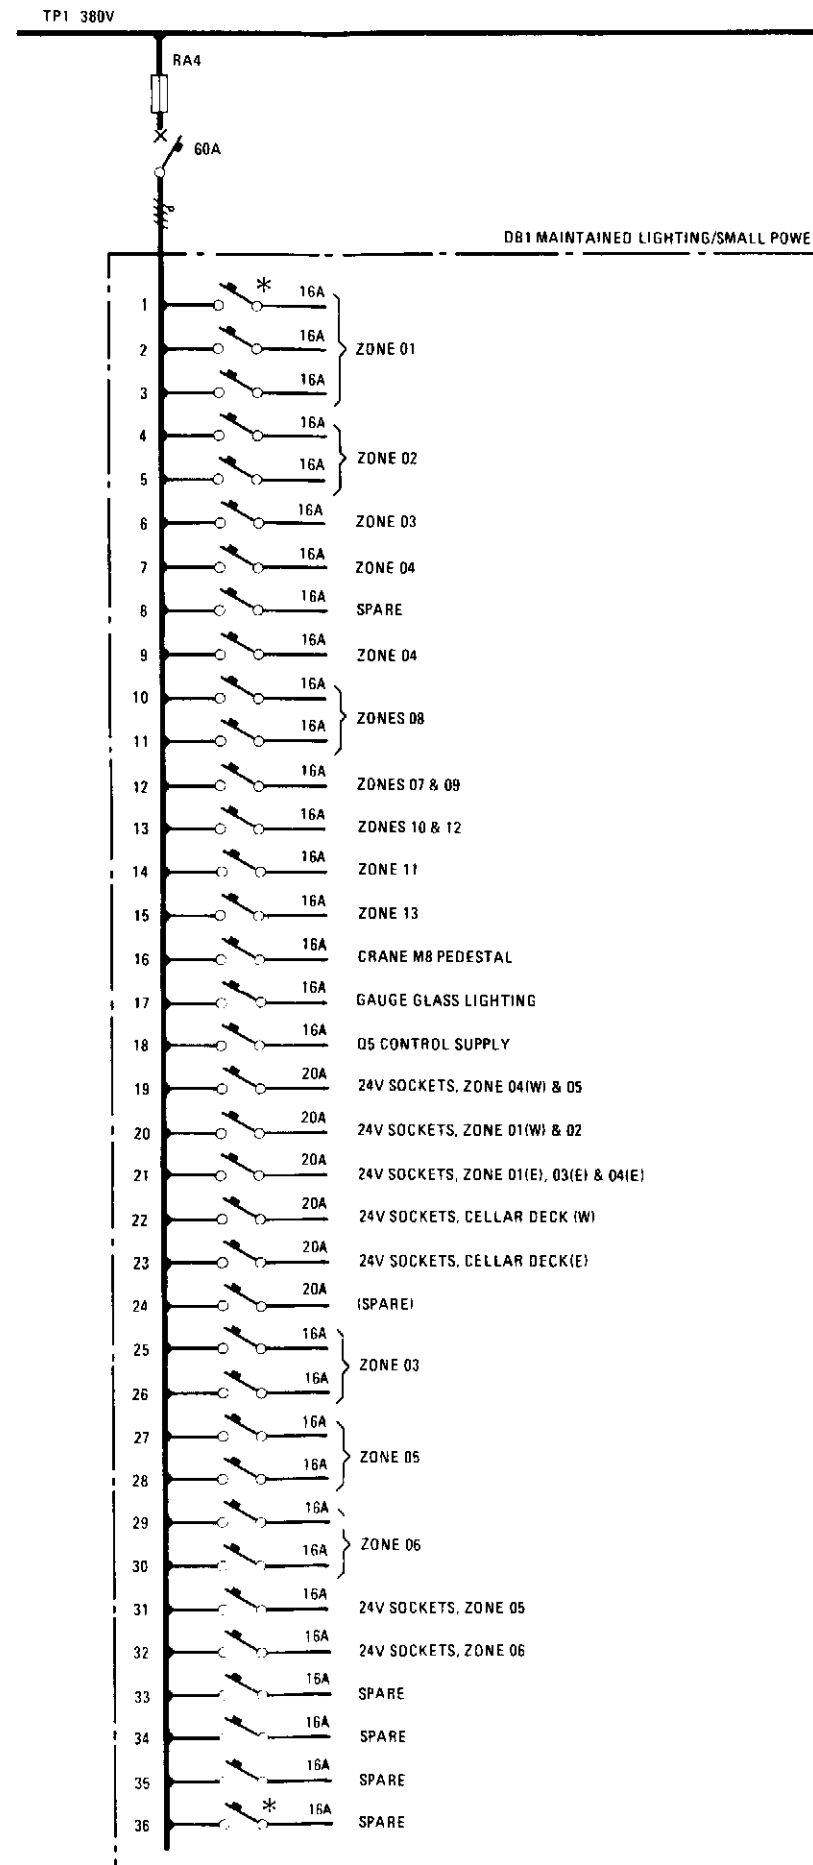 TP1 380V
RA4
60A
DB1 MAINTAINED LIGHTING/SMALL POWE
1 * 16A
2 16A ZONE 01
3 16A
4 16A
ZONE 02
5 16A
6 16A ZONE 03
7 16A ZONE 04
8 16A SPARE
9 16A ZONE 04
10 16A
ZONES 08
11 16A
12 16A ZONES 07 & 09
13 16A ZONES 10 & 12
14 16A ZONE 11
15 16A ZONE 13
16 16A CRANE M8 PEDESTAL
17 16A GAUGE GLASS LIGHTING
18 16A Q5 CONTROL SUPPLY
19 20A 24V SOCKETS, ZONE 04(W) & 05
20 20A 24V SOCKETS, ZONE 01(W) & 02
21 20A 24V SOCKETS, ZONE 01(E), 03(E) & 04(E)
22 20A 24V SOCKETS, CELLAR DECK (W)
23 20A 24V SOCKETS, CELLAR DECK(E)
24 20A (SPARE)
25 16A
ZONE 03
26 16A
27 16A
ZONE 05
28 16A
29 16A
ZONE 06
30 16A
31 16A 24V SOCKETS, ZONE 05
32 16A 24V SOCKETS, ZONE 06
33 16A SPARE
34 16A SPARE
35 16A SPARE
36 * 16A SPARE